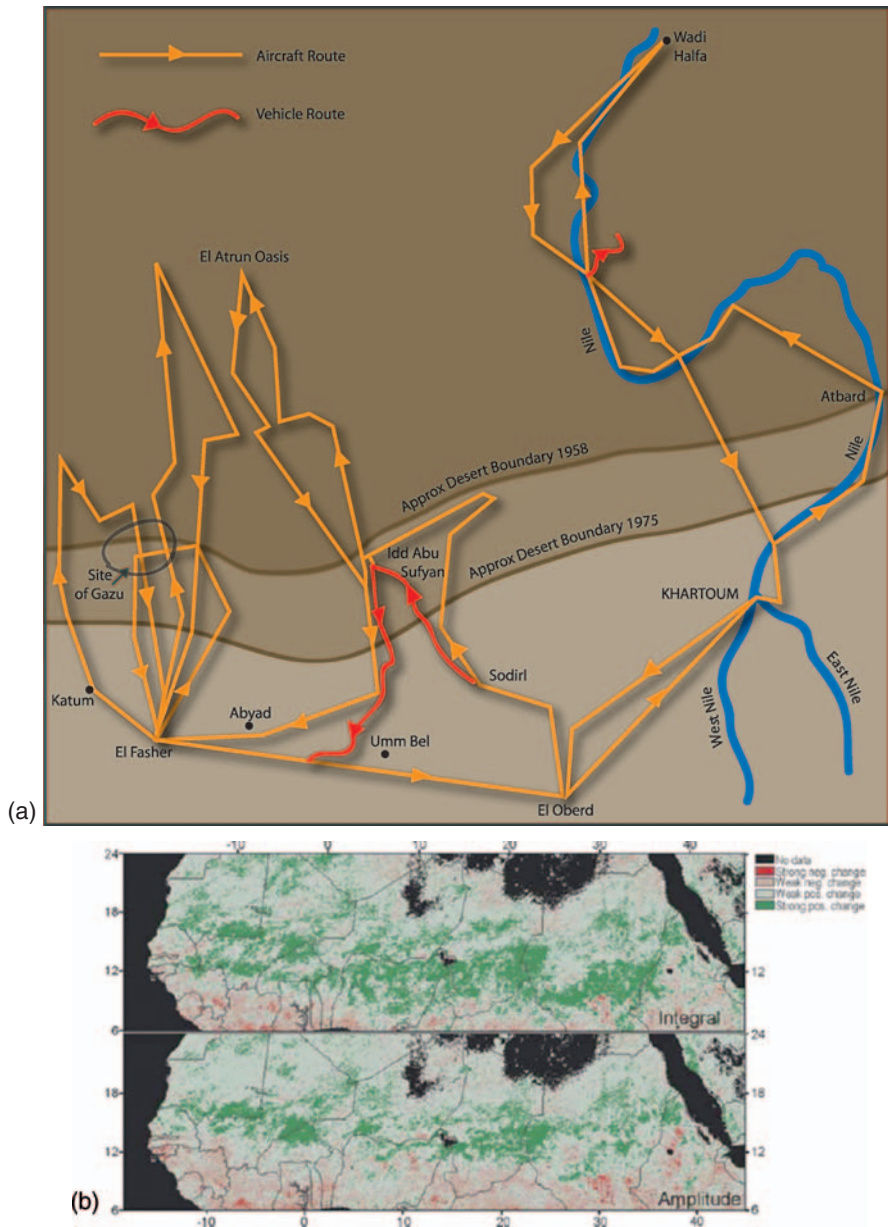 Aircraft Route
Vehicle Route
Wadi
Halfa
El Atrun Oasis
Nile
Atbard
Approx Desert Boundary 1958
Nile
Approx Desert Boundary 1975
Idd Abu
Sufyan
Site
of Gazu
KHARTOUM
Katum
Sodirl
East Nile
Abyad
West Nile
El Fasher
Umm Bel
El Oberd
(a)
-10 0 10 20 30 40
24
No data
Strong neg. change
Weak neg. change
Weak pos. change
Strong pos. change
18
12 12
Integral
6 6
24
18 18
12 12
Amplitude
(b)
6
-10 0 10 20 30 40